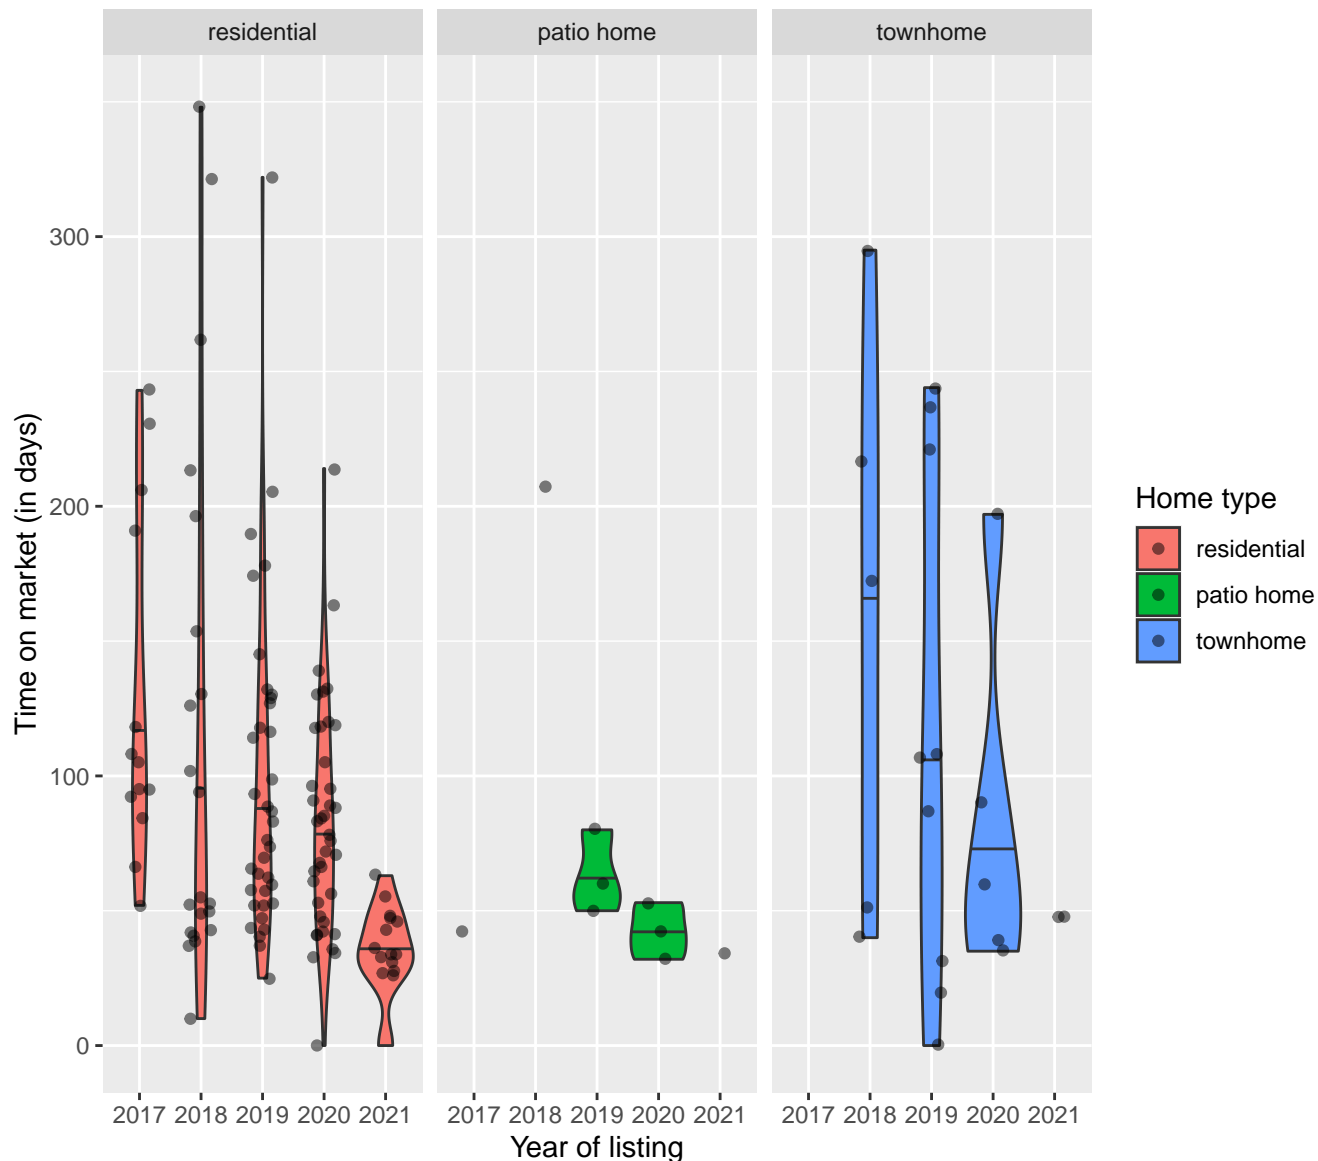 residential patio home townhome
300
200
100
0
Time on market (in days)
2017 2018 2019 2020 2021 2017 2018 2019 2020 2021 2017 2018 2019 2020 2021
Year of listing
Home type
residential
patio home
townhome